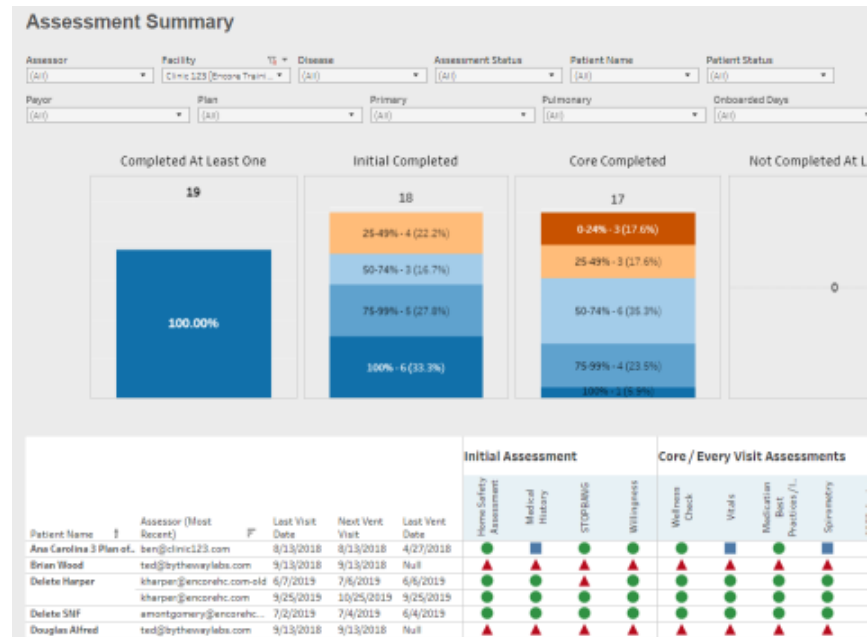 Assessment Summary
Assessor Facility Disease Assessment Status Patient Name Patient Status
(All) Clinic 123 [Encore Traini... (All) (All) (All) (All)
Payor Plan Primary Pulmonary Onboarded Days
(All) (All) (All) (All) (All)
Completed At Least One Initial Completed Core Completed Not Completed At L
19 18 17 0
100.00%
25-49% - 4 (22.2%)
50-74% - 3 (16.7%)
75-99% - 5 (27.8%)
100% - 6 (33.3%)
0-24% - 3 (17.6%)
25-49% - 3 (17.6%)
50-74% - 6 (35.3%)
75-99% - 4 (23.5%)
100% - 1 (5.9%)
Initial Assessment Core / Every Visit Assessments
Patient Name Assessor (Most Recent) Last Visit Date Next Vent Visit Last Vent Date Home Safety Assessment Medical History STOPBANG Willingness Wellness Check Vitals Medication Best Practices / I.. Spirometry
Ana Carolina 3 Plan of.. ben@clinic123.com 8/13/2018 8/13/2018 4/27/2018
Brian Wood ted@bythewaylabs.com 9/13/2018 9/13/2018 Null
Delete Harper kharper@encorehc.com-old 6/7/2019 7/6/2019 6/6/2019
kharper@encorehc.com 9/25/2019 10/25/2019 9/25/2019
Delete SNF amontgomery@encorehc... 7/2/2019 7/4/2019 6/4/2019
Douglas Alfred ted@bythewaylabs.com 9/13/2018 9/13/2018 Null